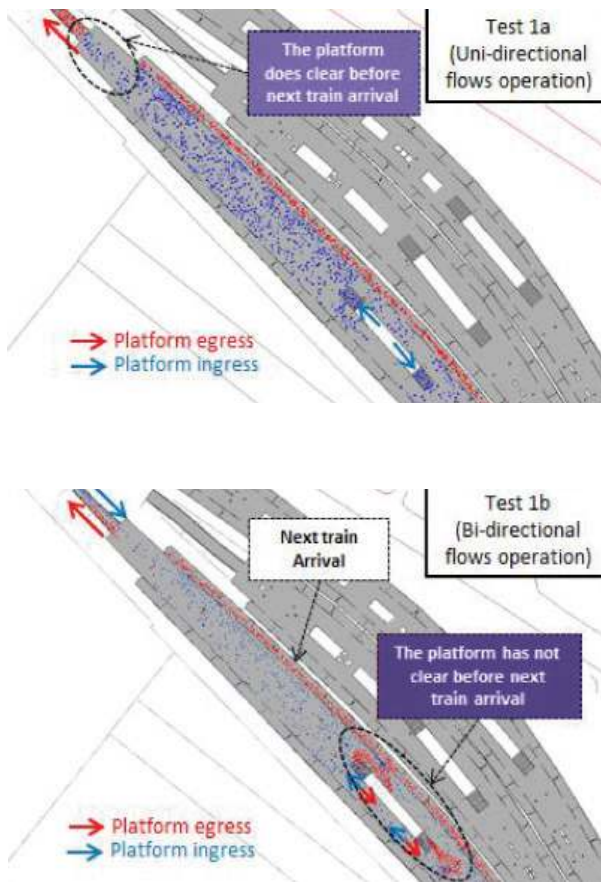 Test 1a
(Uni-directional
flows operation)
The platform
does clear before
next train arrival
Platform egress
Platform ingress
Test 1b
(Bi-directional
flows operation)
Next train
Arrival
The platform has not
clear before next
train arrival
Platform egress
Platform ingress